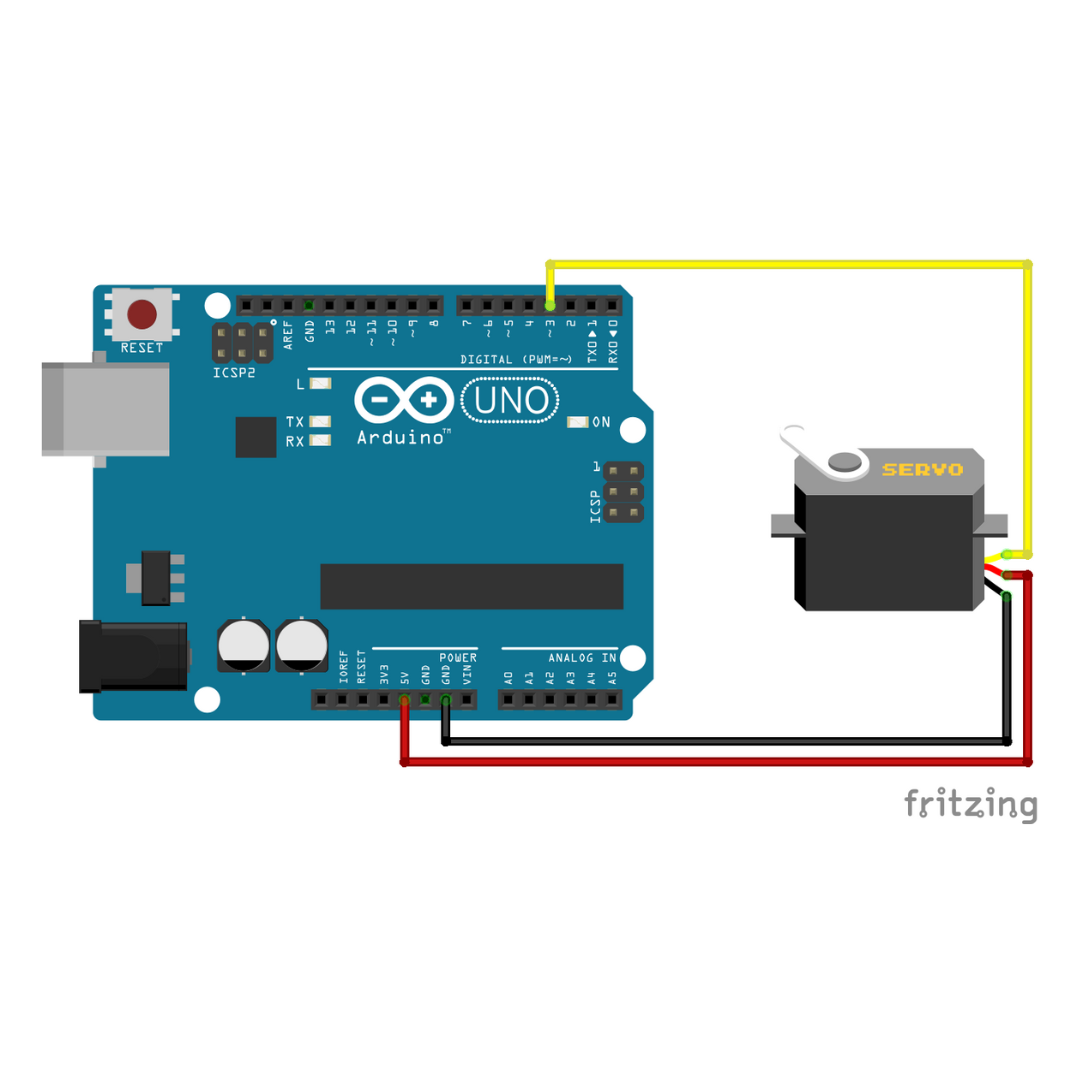 RESET
ICSP2
AREF
GND
13
12
~11
~10
~9
8
7
~6
~5
4
~3
2
TX0▶1
RX0◀0
DIGITAL (PWM=~)
L
TX
RX
Arduino™
UNO
ON
1
ICSP
SERVO
IOREF
RESET
3V3
5V
GND
GND
VIN
POWER
ANALOG IN
A0
A1
A2
A3
A4
A5
fritzing